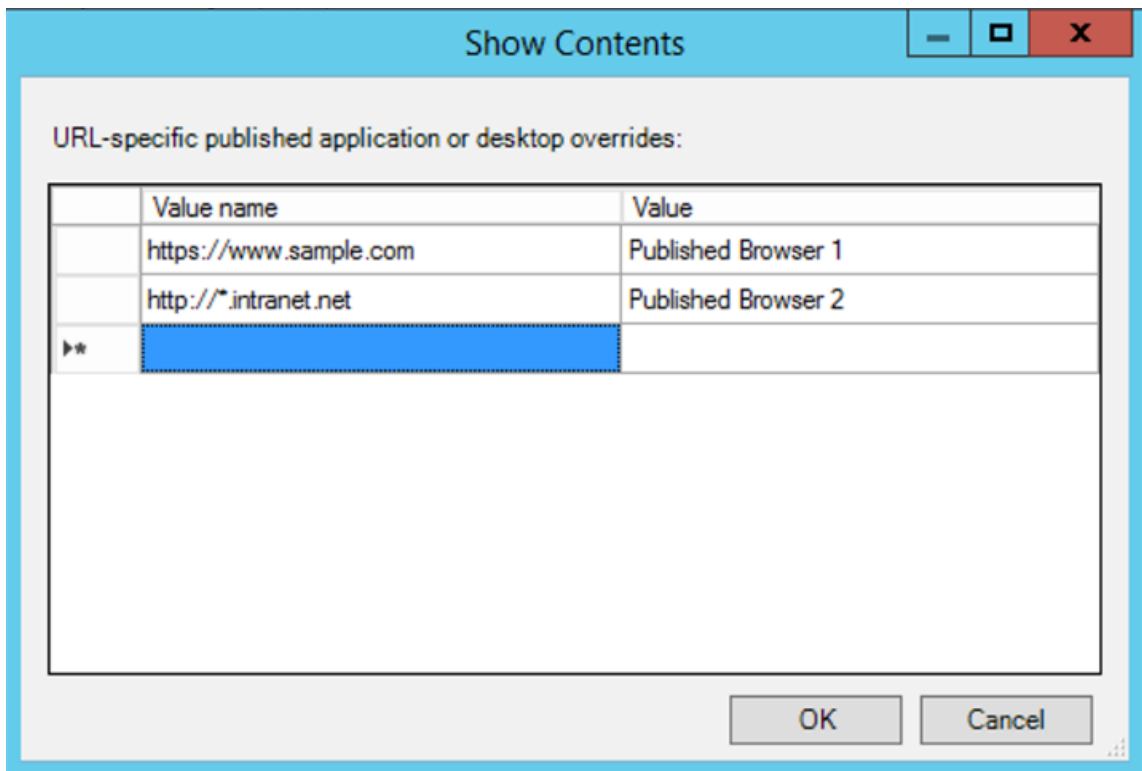 Show Contents
URL-specific published application or desktop overrides:
Value name Value
https://www.sample.com Published Browser 1
http://*.intranet.net Published Browser 2
OK Cancel